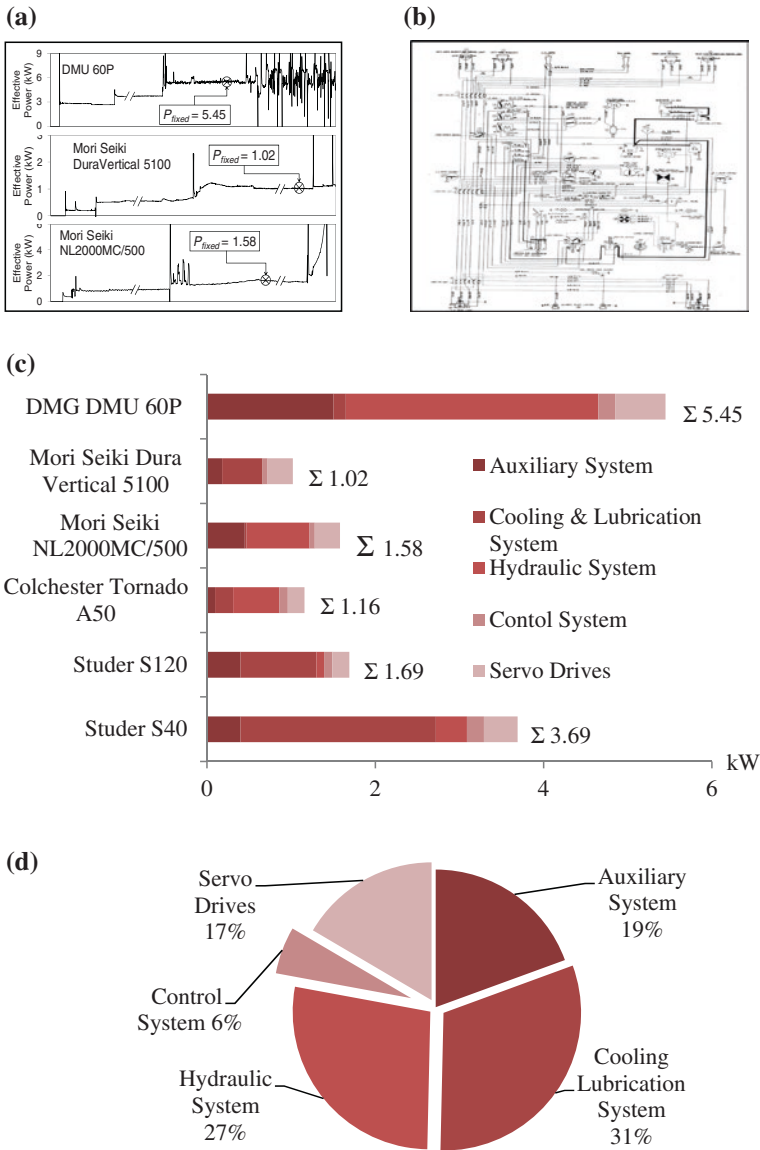 (a)
Effective
Power (kW)
9
6
3
0
DMU 60P
P_fixed = 5.45
Effective
Power (kW)
2
1
0
Mori Seiki
DuraVertical 5100
P_fixed = 1.02
Effective
Power (kW)
4
2
0
Mori Seiki
NL2000MC/500
P_fixed = 1.58
(b)
(c)
DMG DMU 60P
Σ 5.45
Mori Seiki Dura
Vertical 5100
Σ 1.02
Mori Seiki
NL2000MC/500
Σ 1.58
Colchester Tornado
A50
Σ 1.16
Studer S120
Σ 1.69
Studer S40
Σ 3.69
Auxiliary System
Cooling & Lubrication
System
Hydraulic System
Contol System
Servo Drives
0
2
4
6
kW
(d)
Servo
Drives
17%
Auxiliary
System
19%
Control
System 6%
Hydraulic
System
27%
Cooling
Lubrication
System
31%